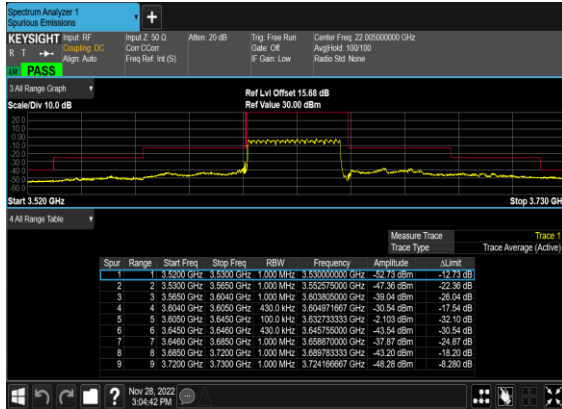 Spectrum Analyzer 1
Spurious Emissions
+
KEYSIGHT Input: RF Input Z: 50 Ω Atten: 20 dB Trig: Free Run Center Freq: 22.005000000 GHz
R T Coupling: DC Corr CCorr Gate: Off Avg|Hold: 100/100
Align: Auto Freq Ref: Int (S) IF Gain: Low Radio Std: None
PASS
3 All Range Graph
Ref Lvl Offset 15.68 dB
Scale/Div 10.0 dB Ref Value 30.00 dBm
20.0
10.0
0.00
-10.0
-20.0
-30.0
-40.0
-50.0
-60.0
Start 3.520 GHz Stop 3.730 GH
4 All Range Table
Measure Trace Trace 1
Trace Type Trace Average (Active)
Spur Range Start Freq Stop Freq RBW Frequency Amplitude ΔLimit
1 1 3.5200 GHz 3.5300 GHz 1.000 MHz 3.530000000 GHz -52.73 dBm -12.73 dB
2 2 3.5300 GHz 3.5650 GHz 1.000 MHz 3.552575000 GHz -47.36 dBm -22.36 dB
3 3 3.5650 GHz 3.6040 GHz 1.000 MHz 3.603805000 GHz -39.04 dBm -26.04 dB
4 4 3.6040 GHz 3.6050 GHz 430.0 kHz 3.604971667 GHz -30.54 dBm -17.54 dB
5 5 3.6050 GHz 3.6450 GHz 100.0 kHz 3.632733333 GHz -2.103 dBm -32.10 dB
6 6 3.6450 GHz 3.6460 GHz 430.0 kHz 3.645755000 GHz -43.54 dBm -30.54 dB
7 7 3.6460 GHz 3.6850 GHz 1.000 MHz 3.658870000 GHz -37.87 dBm -24.87 dB
8 8 3.6850 GHz 3.7200 GHz 1.000 MHz 3.689783333 GHz -43.20 dBm -18.20 dB
9 9 3.7200 GHz 3.7300 GHz 1.000 MHz 3.724166667 GHz -48.28 dBm -8.280 dB
? Nov 28, 2022
3:04:42 PM